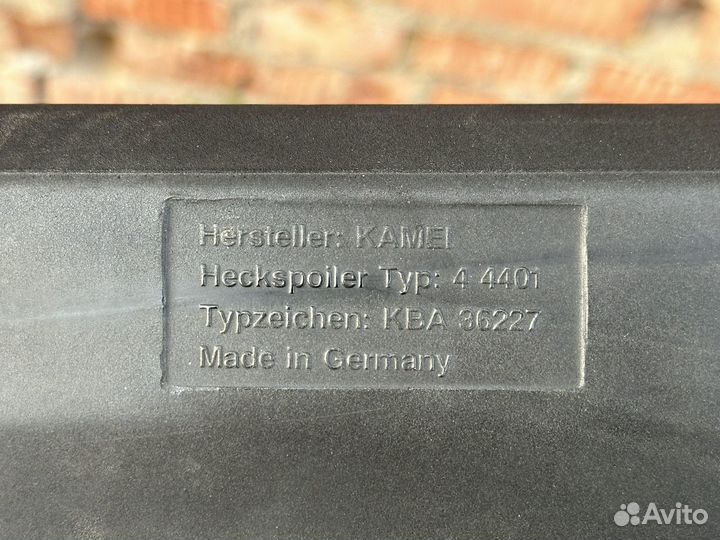 Hersteller: KAMEI
Heckspoiler Typ: 4 4401
Typzeichen: KBA 36227
Made in Germany
Avito